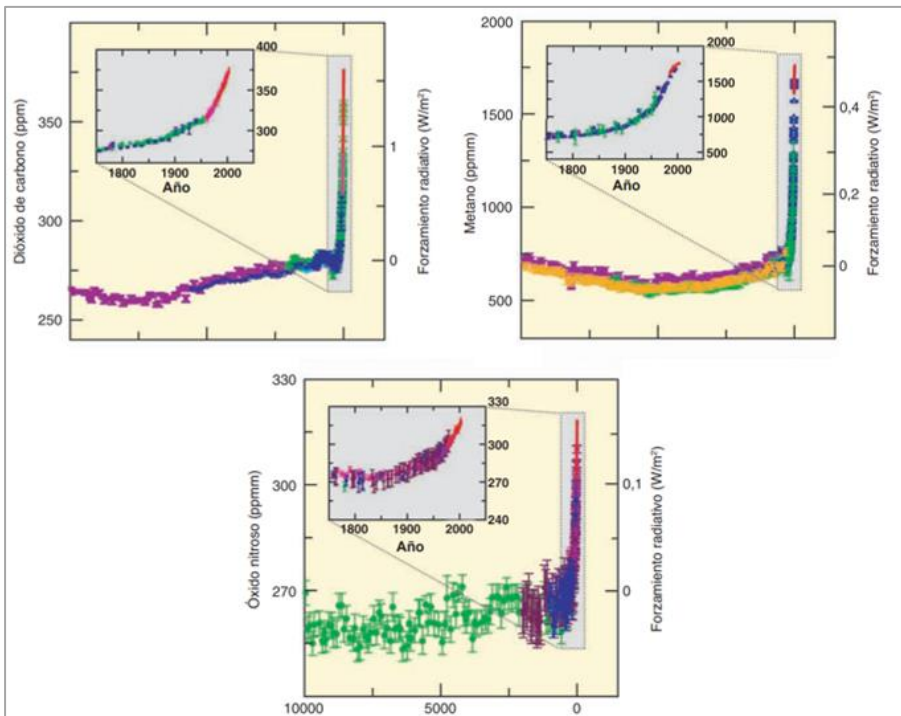 Dióxido de carbono (ppm)
350
300
250
400
350
300
1800 1900 2000
Año
1
0
Forzamiento radiativo (W/m²)
Metano (ppmm)
2000
1500
1000
500
2000
1500
1000
500
1800 1900 2000
Año
0,4
0,2
0
Forzamiento radiativo (W/m²)
Óxido nitroso (ppmm)
330
300
270
330
300
270
240
1800 1900 2000
Año
0,1
0
Forzamiento radiativo (W/m²)
10000 5000 0